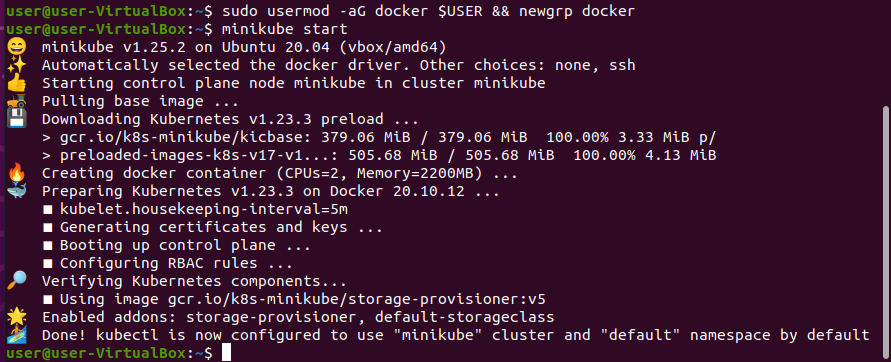 user@user-VirtualBox:~$ sudo usermod -aG docker $USER && newgrp docker
user@user-VirtualBox:~$ minikube start
😄 minikube v1.25.2 on Ubuntu 20.04 (vbox/amd64)
✨ Automatically selected the docker driver. Other choices: none, ssh
👍 Starting control plane node minikube in cluster minikube
🚜 Pulling base image ...
💾 Downloading Kubernetes v1.23.3 preload ...
> gcr.io/k8s-minikube/kicbase: 379.06 MiB / 379.06 MiB 100.00% 3.33 MiB p/
> preloaded-images-k8s-v17-v1...: 505.68 MiB / 505.68 MiB 100.00% 4.13 MiB
🔥 Creating docker container (CPUs=2, Memory=2200MB) ...
🐳 Preparing Kubernetes v1.23.3 on Docker 20.10.12 ...
▪ kubelet.housekeeping-interval=5m
▪ Generating certificates and keys ...
▪ Booting up control plane ...
▪ Configuring RBAC rules ...
🔎 Verifying Kubernetes components...
▪ Using image gcr.io/k8s-minikube/storage-provisioner:v5
🌟 Enabled addons: storage-provisioner, default-storageclass
🏄 Done! kubectl is now configured to use "minikube" cluster and "default" namespace by default
user@user-VirtualBox:~$